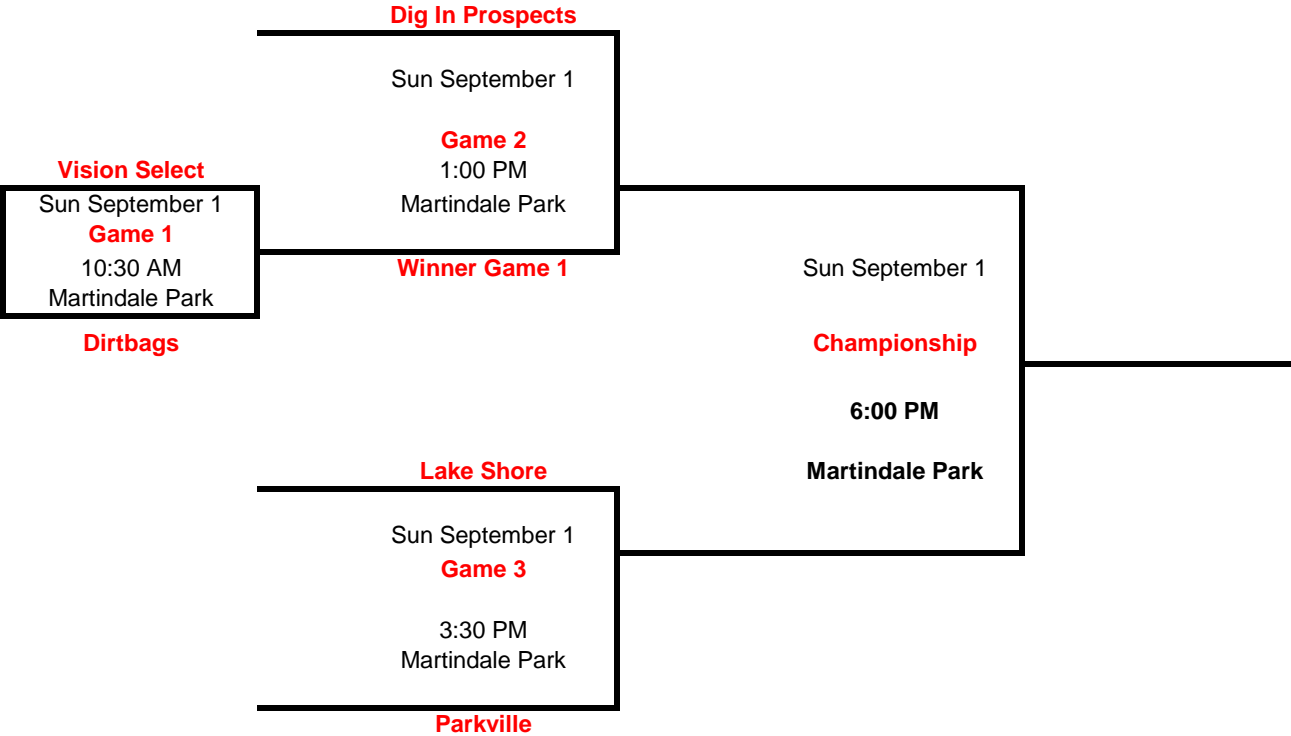 Dig In Prospects
Sun September 1
Game 2
1:00 PM
Martindale Park
Winner Game 1
Vision Select
Sun September 1
Game 1
10:30 AM
Martindale Park
Dirtbags
Sun September 1
Championship
6:00 PM
Martindale Park
Lake Shore
Sun September 1
Game 3
3:30 PM
Martindale Park
Parkville